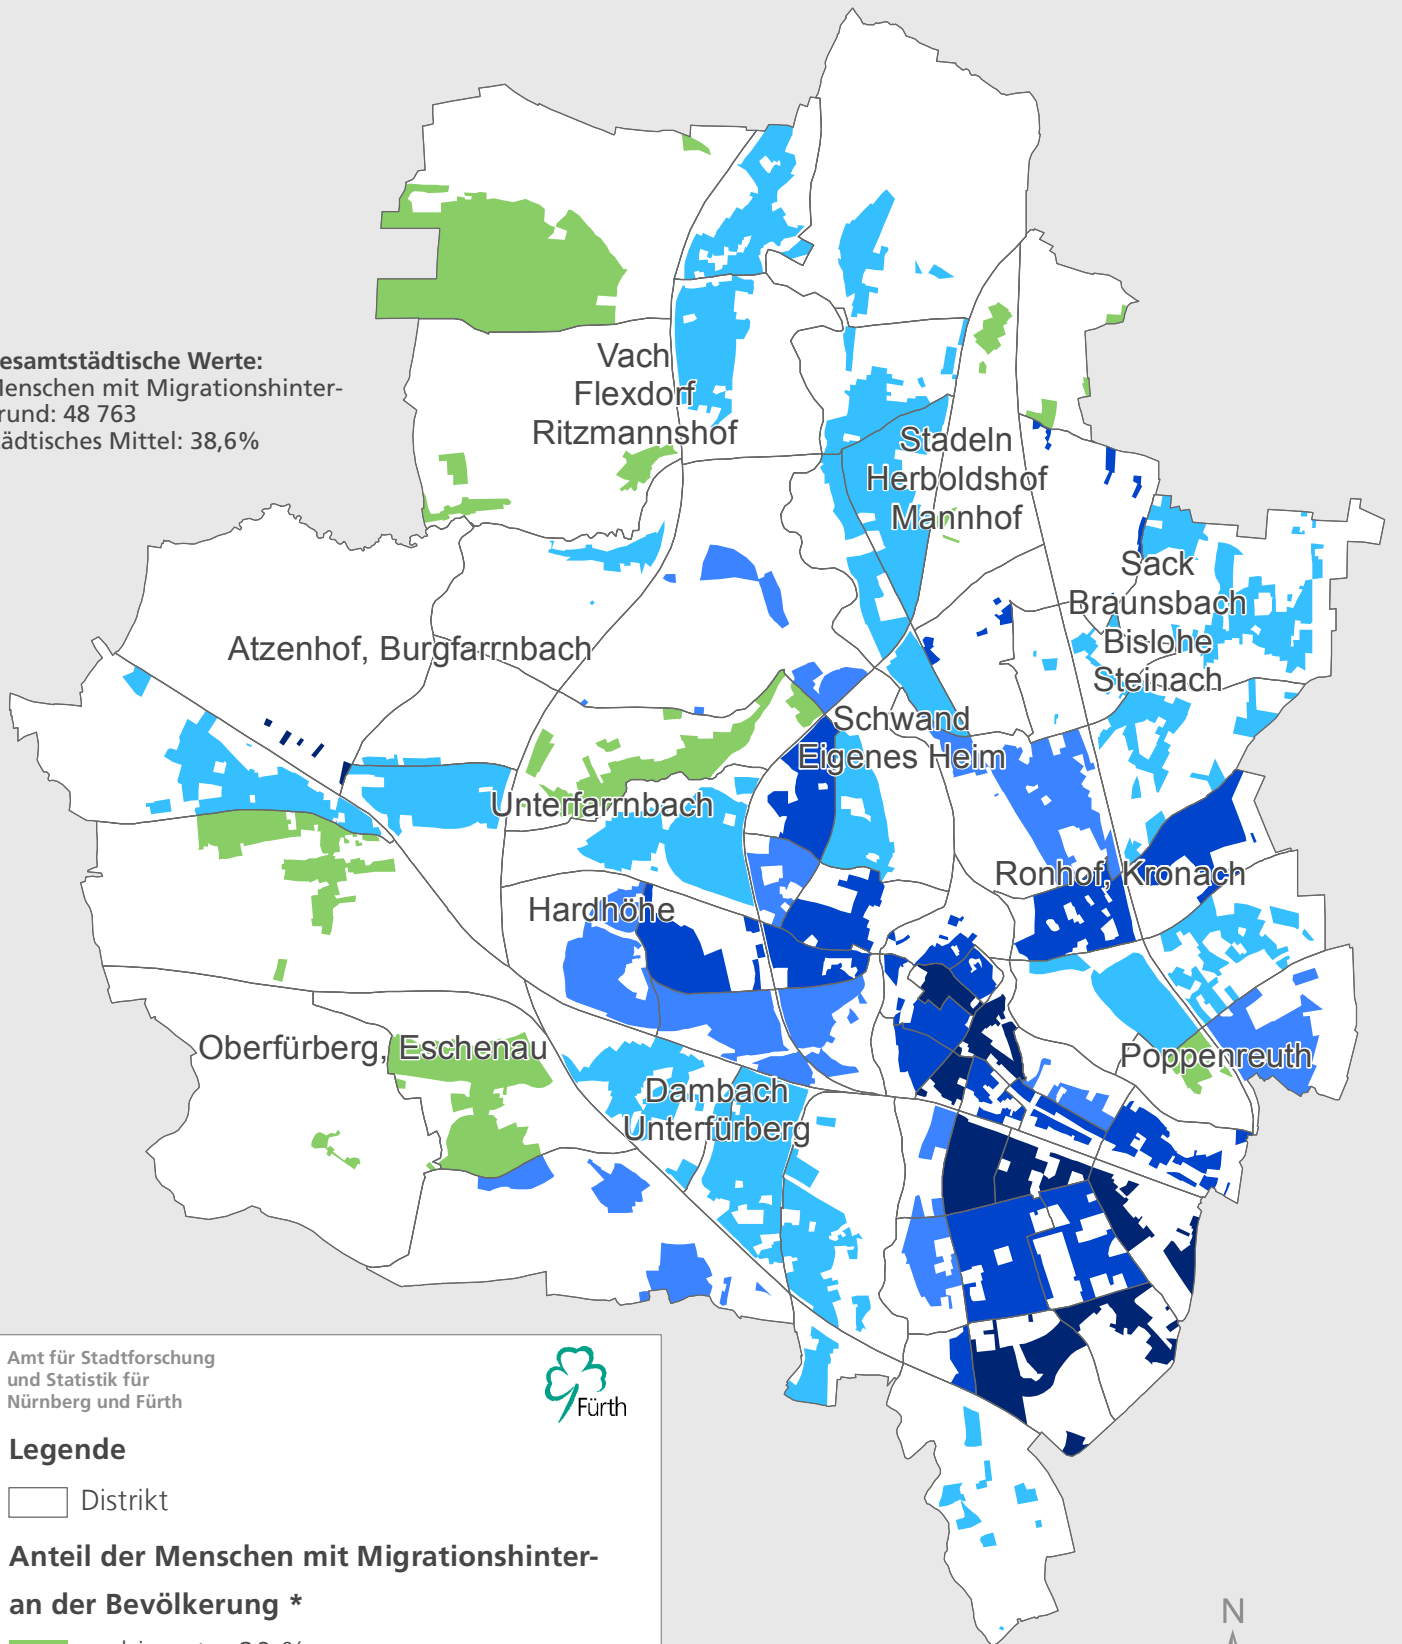 esamtstädtische Werte:
Menschen mit Migrationshinter-
rund: 48 763
ädtisches Mittel: 38,6%
Vach
Flexdorf
Ritzmannshof
Stadeln
Herboldshof
Mannhof
Sack
Braunsbach
Bislohe
Steinach
Atzenhof, Burgfarrnbach
Schwand
Eigenes Heim
Unterfarrnbach
Ronhof, Kronach
Hardhöhe
Oberfürberg, Eschenau
Poppenreuth
Dambach
Unterfürberg
Amt für Stadtforschung
und Statistik für
Nürnberg und Fürth
Fürth
Legende
Distrikt
Anteil der Menschen mit Migrationshinter-
an der Bevölkerung *
N